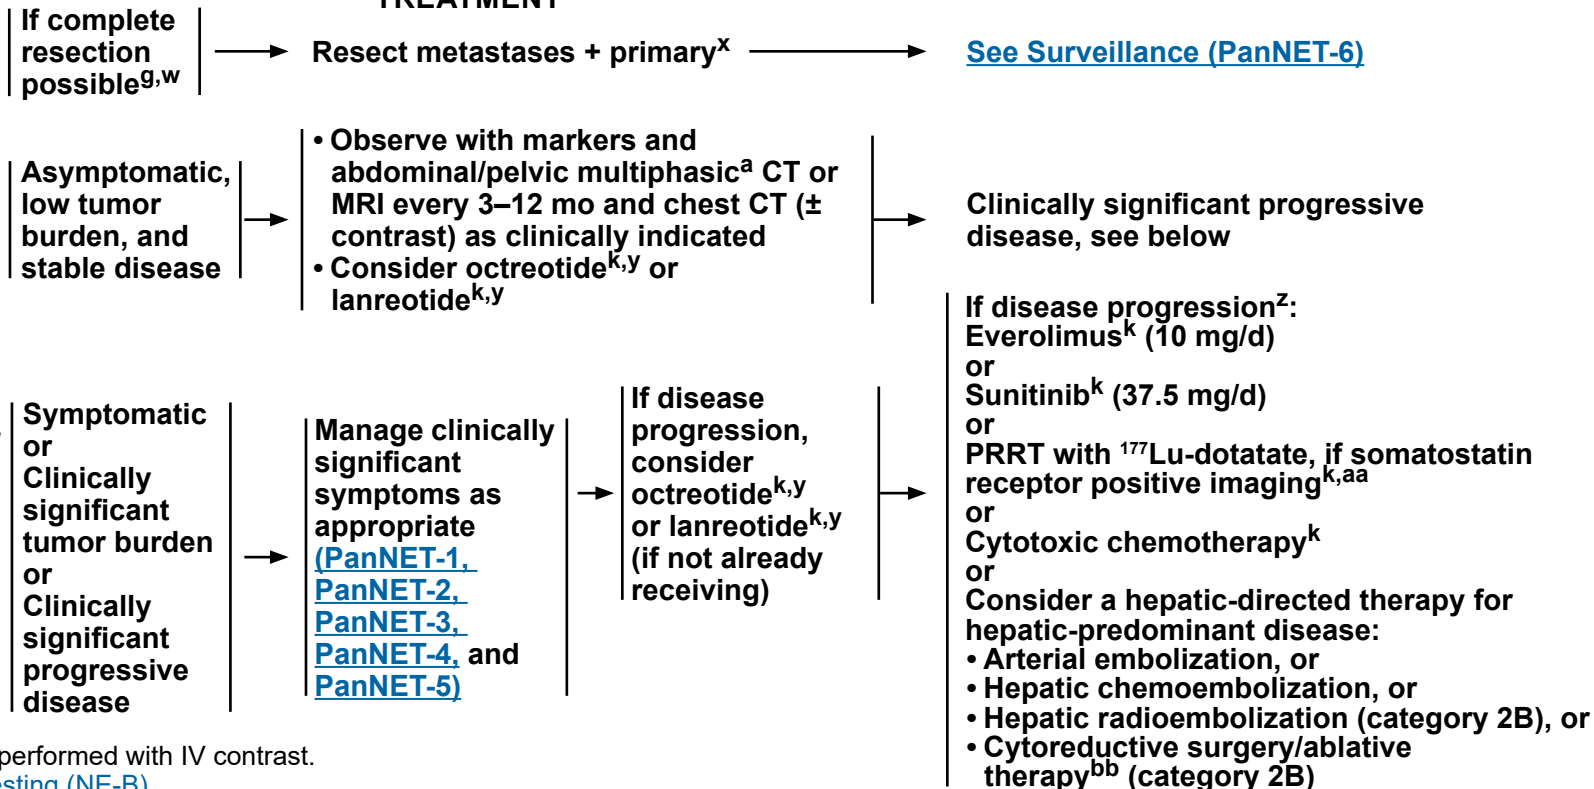 TREATMENT
If complete
resection
possibleg,w
Resect metastases + primaryx
See Surveillance (PanNET-6)
Asymptomatic,
low tumor
burden, and
stable disease
• Observe with markers and
abdominal/pelvic multiphasica CT or
MRI every 3–12 mo and chest CT (±
contrast) as clinically indicated
• Consider octreotidek,y or
lanreotidek,y
Clinically significant progressive
disease, see below
Symptomatic
or
Clinically
significant
tumor burden
or
Clinically
significant
progressive
disease
Manage clinically
significant
symptoms as
appropriate
(PanNET-1,
PanNET-2,
PanNET-3,
PanNET-4, and
PanNET-5)
If disease
progression,
consider
octreotidek,y
or lanreotidek,y
(if not already
receiving)
If disease progressionz:
Everolimusk (10 mg/d)
or
Sunitinibk (37.5 mg/d)
or
PRRT with 177Lu-dotatate, if somatostatin
receptor positive imagingk,aa
or
Cytotoxic chemotherapyk
or
Consider a hepatic-directed therapy for
hepatic-predominant disease:
• Arterial embolization, or
• Hepatic chemoembolization, or
• Hepatic radioembolization (category 2B), or
• Cytoreductive surgery/ablative
therapybb (category 2B)
performed with IV contrast.
esting (NE-B)